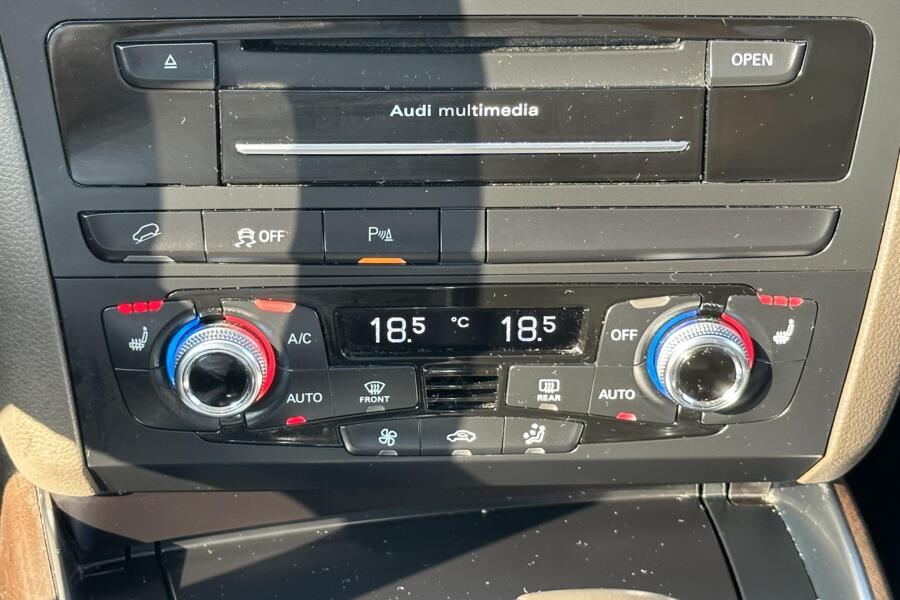 OPEN
Audi multimedia
OFF
P
18.5 °C 18.5
A/C
OFF
AUTO
FRONT
REAR
AUTO